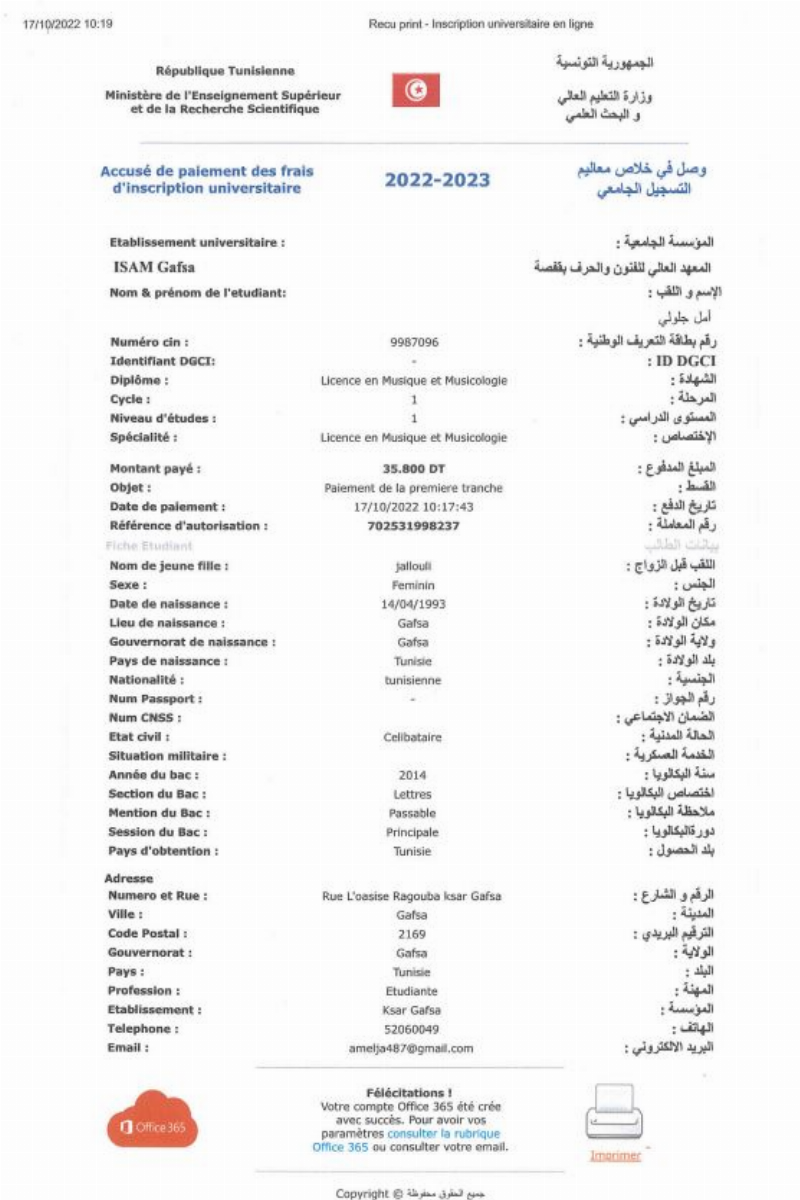 17/10/2022 10:19 Recu print - Inscription universitaire en ligne
République Tunisienne
الجمهورية التونسية
Ministère de l'Enseignement Supérieur
et de la Recherche Scientifique
وزارة التعليم العالي
و البحث العلمي
Accusé de paiement des frais
d'inscription universitaire
2022-2023
وصل في خلاص معاليم
التسجيل الجامعي
Etablissement universitaire : المؤسسة الجامعية :
ISAM Gafsa المعهد العالي للفنون والحرف بقفصة
Nom & prénom de l'etudiant: الإسم و اللقب :
أمل جلولي
Numéro cin : 9987096 رقم بطاقة التعريف الوطنية :
Identifiant DGCI: - ID DGCI :
Diplôme : Licence en Musique et Musicologie الشهادة :
Cycle : 1 المرحلة :
Niveau d'études : 1 المستوى الدراسي :
Spécialité : Licence en Musique et Musicologie الإختصاص :
Montant payé : 35.800 DT المبلغ المدفوع :
Objet : Paiement de la premiere tranche القسط :
Date de paiement : 17/10/2022 10:17:43 تاريخ الدفع :
Référence d'autorisation : 702531998237 رقم المعاملة :
Fiche Etudiant بيانات الطالب
Nom de jeune fille : jallouli اللقب قبل الزواج :
Sexe : Feminin الجنس :
Date de naissance : 14/04/1993 تاريخ الولادة :
Lieu de naissance : Gafsa مكان الولادة :
Gouvernorat de naissance : Gafsa ولاية الولادة :
Pays de naissance : Tunisie بلد الولادة :
Nationalité : tunisienne الجنسية :
Num Passport : - رقم الجواز :
Num CNSS : الضمان الاجتماعي :
Etat civil : Celibataire الحالة المدنية :
Situation militaire : الخدمة العسكرية :
Année du bac : 2014 سنة البكالويا :
Section du Bac : Lettres اختصاص البكالويا :
Mention du Bac : Passable ملاحظة البكالويا :
Session du Bac : Principale دورةالبكالويا :
Pays d'obtention : Tunisie بلد الحصول :
Adresse
Numero et Rue : Rue L'oasise Ragouba ksar Gafsa الرقم و الشارع :
Ville : Gafsa المدينة :
Code Postal : 2169 الترقيم البريدي :
Gouvernorat : Gafsa الولاية :
Pays : Tunisie البلد :
Profession : Etudiante المهنة :
Etablissement : Ksar Gafsa المؤسسة :
Telephone : 52060049 الهاتف :
Email : amelja487@gmail.com البريد الالكتروني :
Office 365
Félécitations !
Votre compte Office 365 été crée
avec succès. Pour avoir vos
paramètres consulter la rubrique
Office 365 ou consulter votre email.
Imprimer
Copyright © جميع الحقوق محفوظة